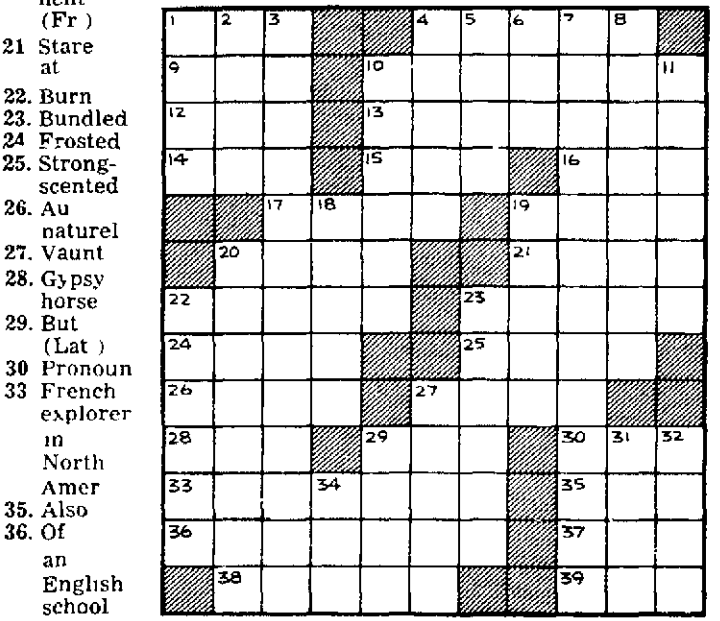 nent
(Fr )
21 Stare
at
22. Burn
23. Bundled
24 Frosted
25. Strong-
scented
26. Au
naturel
27. Vaunt
28. Gypsy
horse
29. But
(Lat )
30 Pronoun
33 French
explorer
in
North
Amer
35. Also
36. Of
an
English
school
1 2 3 4 5 6 7 8
9 10 11
12 13
14 15 16
17 18 19
20 21
22 23
24 25
26 27
28 29 30 31 32
33 34 35
36 37
38 39